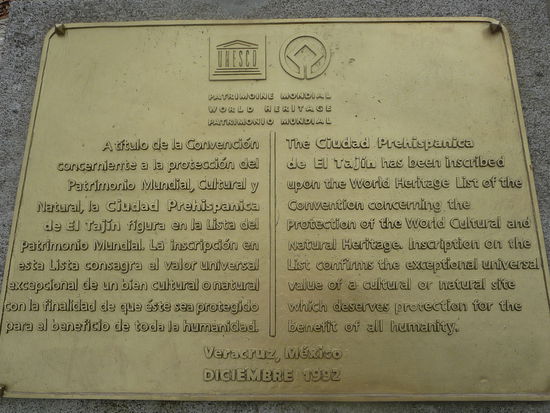 UNESCO
PATRIMOINE MONDIAL
WORLD HERITAGE
PATRIMONIO MUNDIAL
A título de la Convención
concerniente a la protección del
Patrimonio Mundial, Cultural y
Natural, la Ciudad Prehispanica
de El Tajín figura en la Lista del
Patrimonio Mundial. La inscripción en
esta Lista consagra el valor universal
excepcional de un bien cultural o natural
con la finalidad de que éste sea protegido
para el beneficio de toda la humanidad.
The Ciudad Prehispanica
de El Tajín has been inscribed
upon the World Heritage List of the
Convention concerning the
Protection of the World Cultural and
Natural Heritage. Inscription on the
List confirms the exceptional universal
value of a cultural or natural site
which deserves protection for the
benefit of all humanity.
Veracruz, México
DICIEMBRE 1992